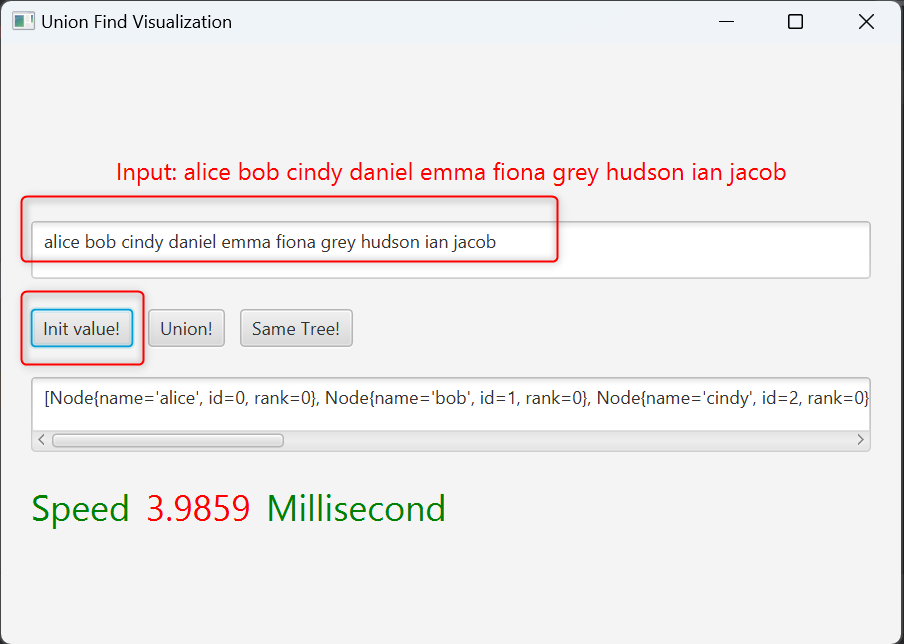 Union Find Visualization
Input: alice bob cindy daniel emma fiona grey hudson ian jacob
alice bob cindy daniel emma fiona grey hudson ian jacob
Init value! Union! Same Tree!
[Node{name='alice', id=0, rank=0}, Node{name='bob', id=1, rank=0}, Node{name='cindy', id=2, rank=0}
Speed 3.9859 Millisecond